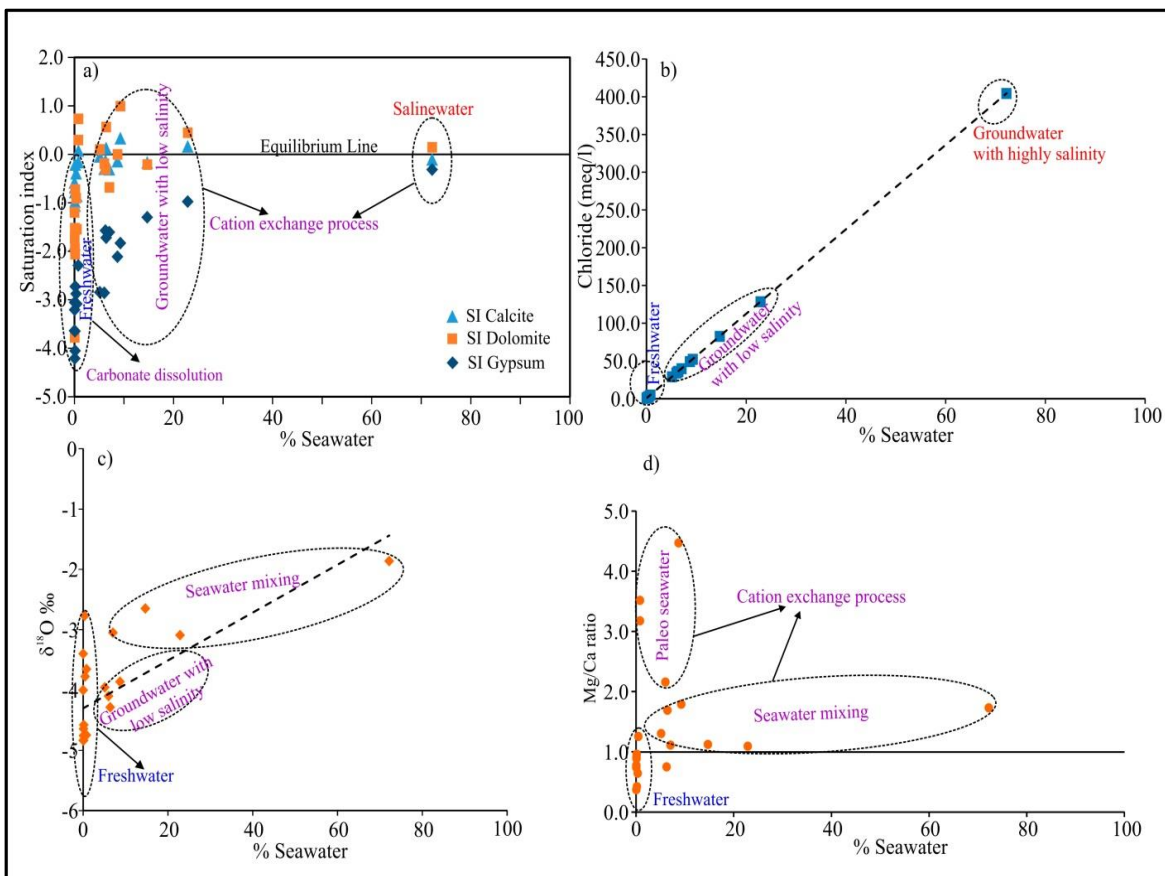 a)
2.0
1.0
0.0
-1.0
-2.0
-3.0
-4.0
-5.0
Saturation index
0 20 40 60 80 100
% Seawater
Freshwater
Groundwater with low salinity
Equilibrium Line
Salinewater
Cation exchange process
Carbonate dissolution
SI Calcite
SI Dolomite
SI Gypsum
b)
450.0
400.0
350.0
300.0
250.0
200.0
150.0
100.0
50.0
0.0
Chloride (meq/l)
0 20 40 60 80 100
% Seawater
Freshwater
Groundwater
with low salinity
Groundwater
with highly salinity
c)
0
-1
-2
-3
-4
-5
-6
δ¹⁸O ‰
0 20 40 60 80 100
% Seawater
Seawater mixing
Groundwater with
low salinity
Freshwater
d)
5.0
4.0
3.0
2.0
1.0
0.0
Mg/Ca ratio
0 20 40 60 80 100
% Seawater
Paleo seawater
Cation exchange process
Seawater mixing
Freshwater